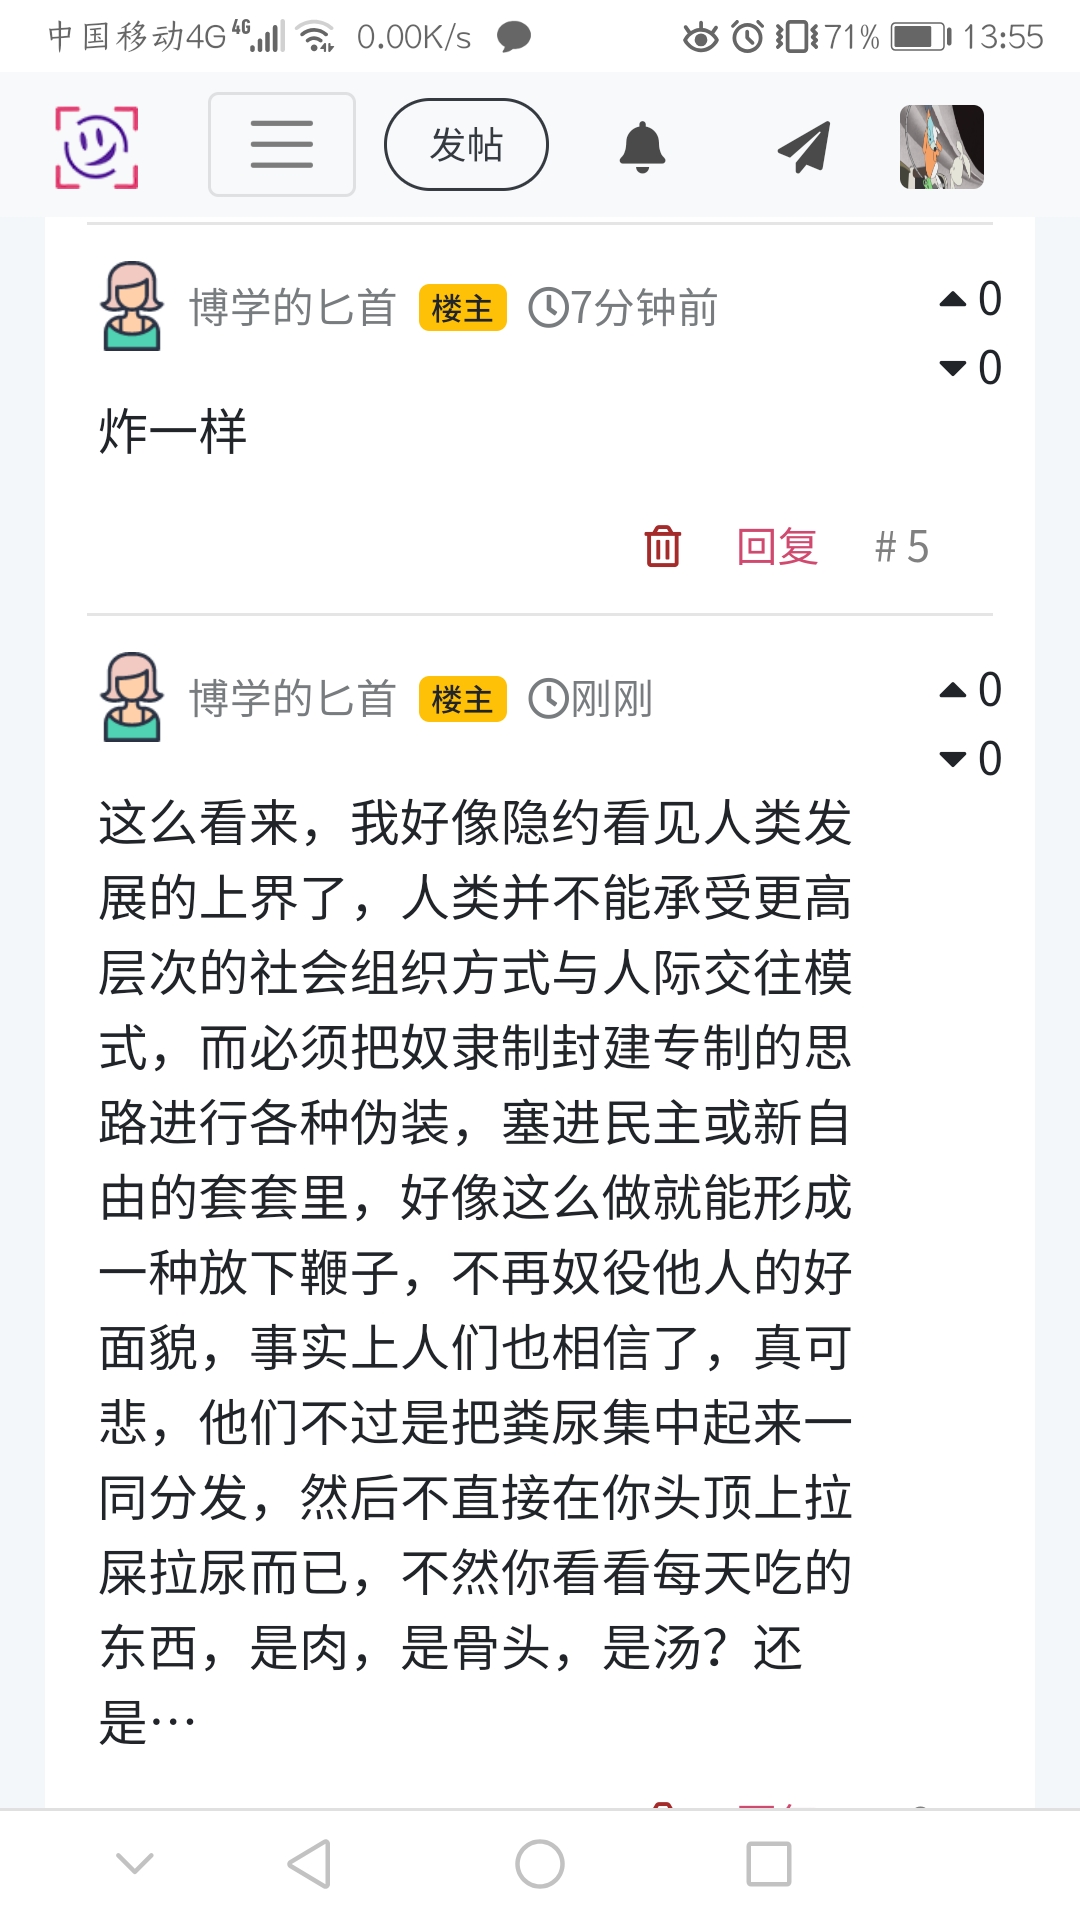 中国移动4G 4G 0.00K/s 71% 13:55
发帖
博学的匕首 楼主 7分钟前 0
0
炸一样
回复 # 5
博学的匕首 楼主 刚刚 0
0
这么看来，我好像隐约看见人类发
展的上界了，人类并不能承受更高
层次的社会组织方式与人际交往模
式，而必须把奴隶制封建专制的思
路进行各种伪装，塞进民主或新自
由的套套里，好像这么做就能形成
一种放下鞭子，不再奴役他人的好
面貌，事实上人们也相信了，真可
悲，他们不过是把粪尿集中起来一
同分发，然后不直接在你头顶上拉
屎拉尿而已，不然你看看每天吃的
东西，是肉，是骨头，是汤？还
是…